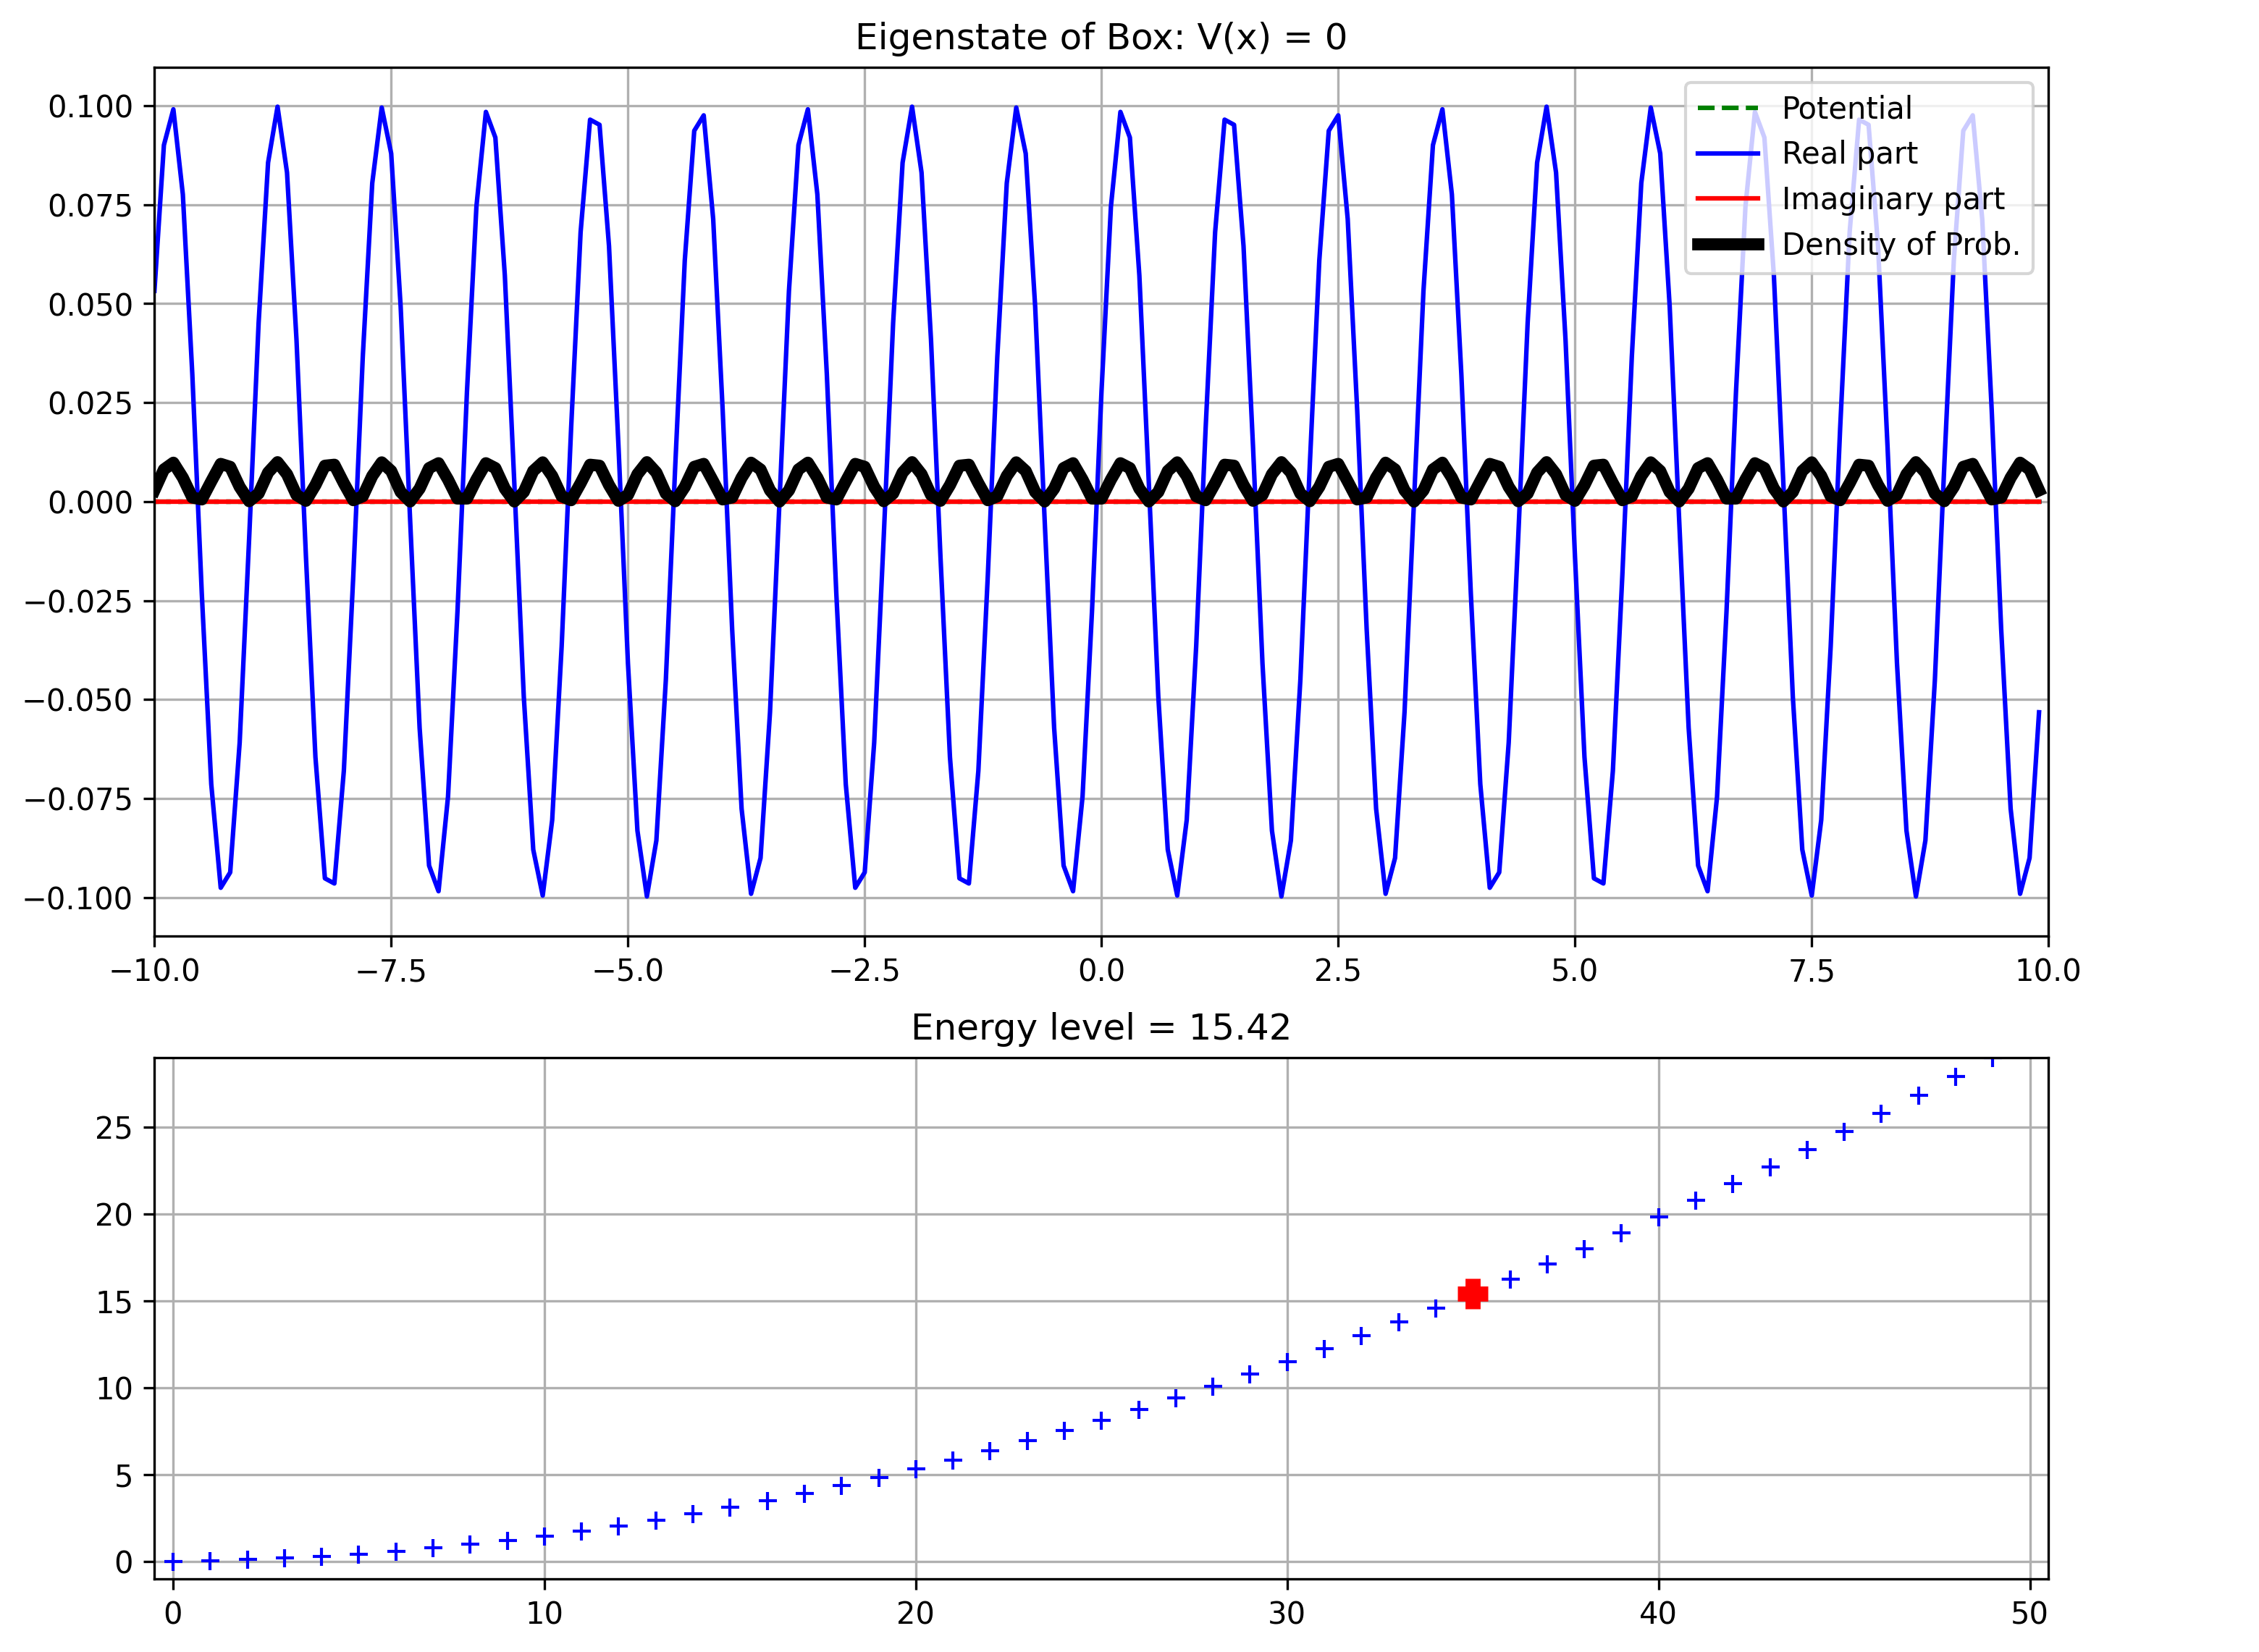 Eigenstate of Box: V(x) = 0
0.100
0.075
0.050
0.025
0.000
−0.025
−0.050
−0.075
−0.100
Potential
Real part
Imaginary part
Density of Prob.
−10.0 −7.5 −5.0 −2.5 0.0 2.5 5.0 7.5 10.0
Energy level = 15.42
25
20
15
10
5
0
0 10 20 30 40 50